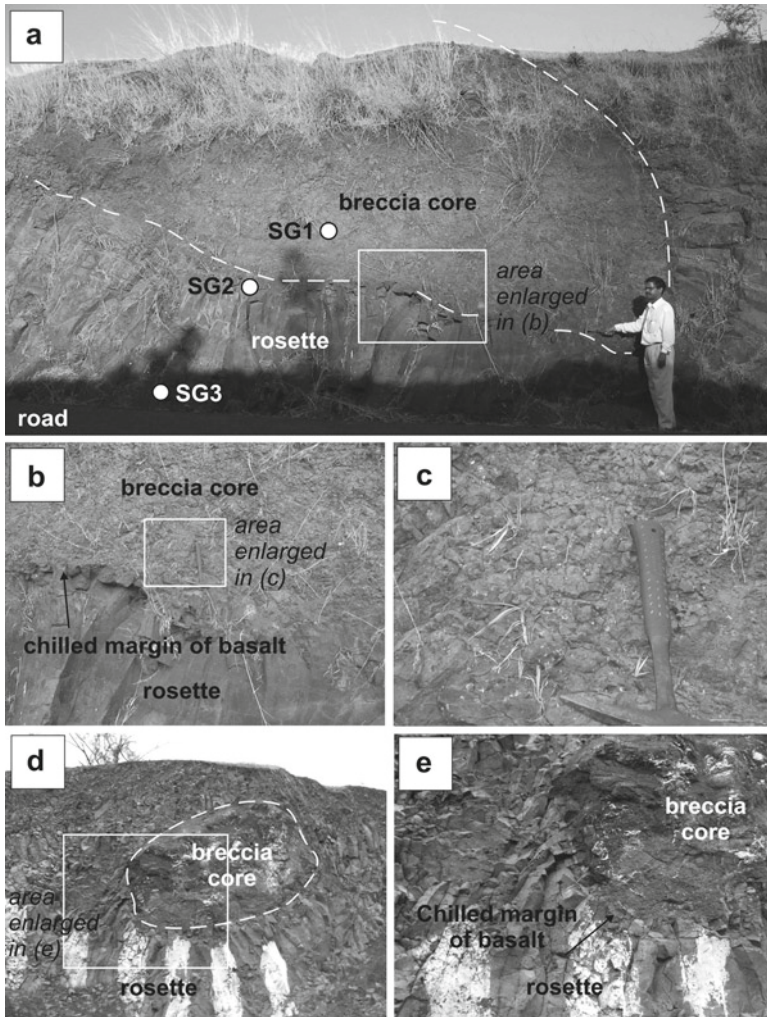 a
breccia core
SG1
SG2
area
enlarged
in (b)
rosette
SG3
road
b
breccia core
area
enlarged
in (c)
chilled margin of basalt
rosette
c
d
breccia
core
area
enlarged
in (e)
rosette
e
breccia
core
Chilled margin
of basalt
rosette